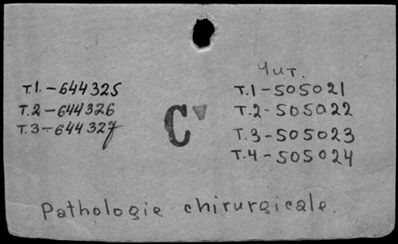 Т.1.-644325
Т.2-644326
Т.3-644327
C
Чит.
Т.1-505021
Т.2-505022
Т.3-505023
Т.4-505024
Pathologie chirurgicale.